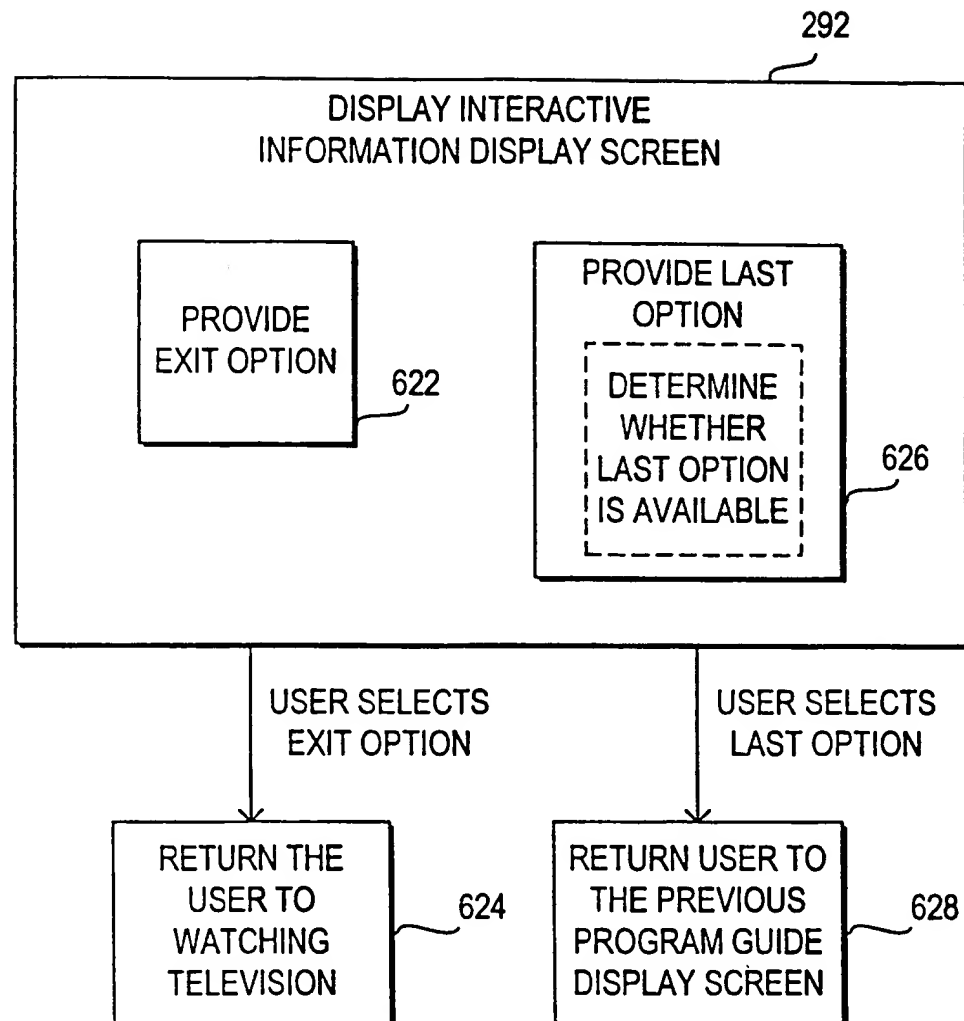 292
DISPLAY INTERACTIVE
INFORMATION DISPLAY SCREEN
PROVIDE
EXIT OPTION
622
PROVIDE LAST
OPTION
DETERMINE
WHETHER
LAST OPTION
IS AVAILABLE
626
USER SELECTS
EXIT OPTION
USER SELECTS
LAST OPTION
RETURN THE
USER TO
WATCHING
TELEVISION
624
RETURN USER TO
THE PREVIOUS
PROGRAM GUIDE
DISPLAY SCREEN
628